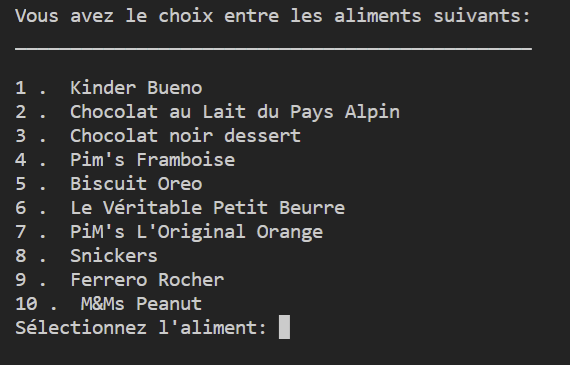 Vous avez le choix entre les aliments suivants:
1 .  Kinder Bueno
2 .  Chocolat au Lait du Pays Alpin
3 .  Chocolat noir dessert
4 .  Pim's Framboise
5 .  Biscuit Oreo
6 .  Le Véritable Petit Beurre
7 .  PiM's L'Original Orange
8 .  Snickers
9 .  Ferrero Rocher
10 .  M&Ms Peanut
Sélectionnez l'aliment: